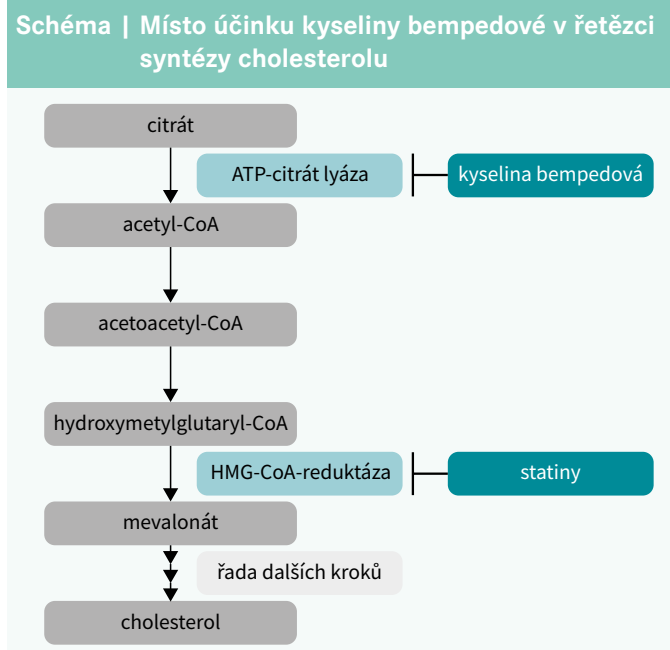 Schéma | Místo účinku kyseliny bempedové v řetězci
syntézy cholesterolu
citrát
ATP-citrát lyáza
kyselina bempedová
acetyl-CoA
acetoacetyl-CoA
hydroxymetylglutaryl-CoA
HMG-CoA-reduktáza
statiny
mevalonát
řada dalších kroků
cholesterol